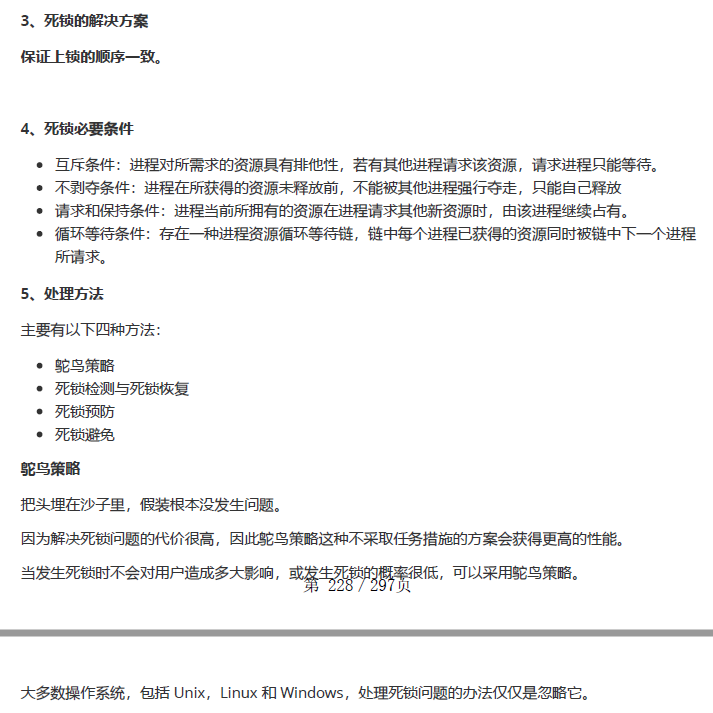 3、死锁的解决方案
保证上锁的顺序一致。
4、死锁必要条件
互斥条件：进程对所需求的资源具有排他性，若有其他进程请求该资源，请求进程只能等待。
不剥夺条件：进程在所获得的资源未释放前，不能被其他进程强行夺走，只能自己释放
请求和保持条件：进程当前所拥有的资源在进程请求其他新资源时，由该进程继续占有。
循环等待条件：存在一种进程资源循环等待链，链中每个进程已获得的资源同时被链中下一个进程
所请求。
5、处理方法
主要有以下四种方法：
鸵鸟策略
死锁检测与死锁恢复
死锁预防
死锁避免
鸵鸟策略
把头埋在沙子里，假装根本没发生问题。
因为解决死锁问题的代价很高，因此鸵鸟策略这种不采取任务措施的方案会获得更高的性能。
当发生死锁时不会对用户造成多大影响，或发生死锁的概率很低，可以采用鸵鸟策略。
第 228 / 297页
大多数操作系统，包括 Unix，Linux 和 Windows，处理死锁问题的办法仅仅是忽略它。